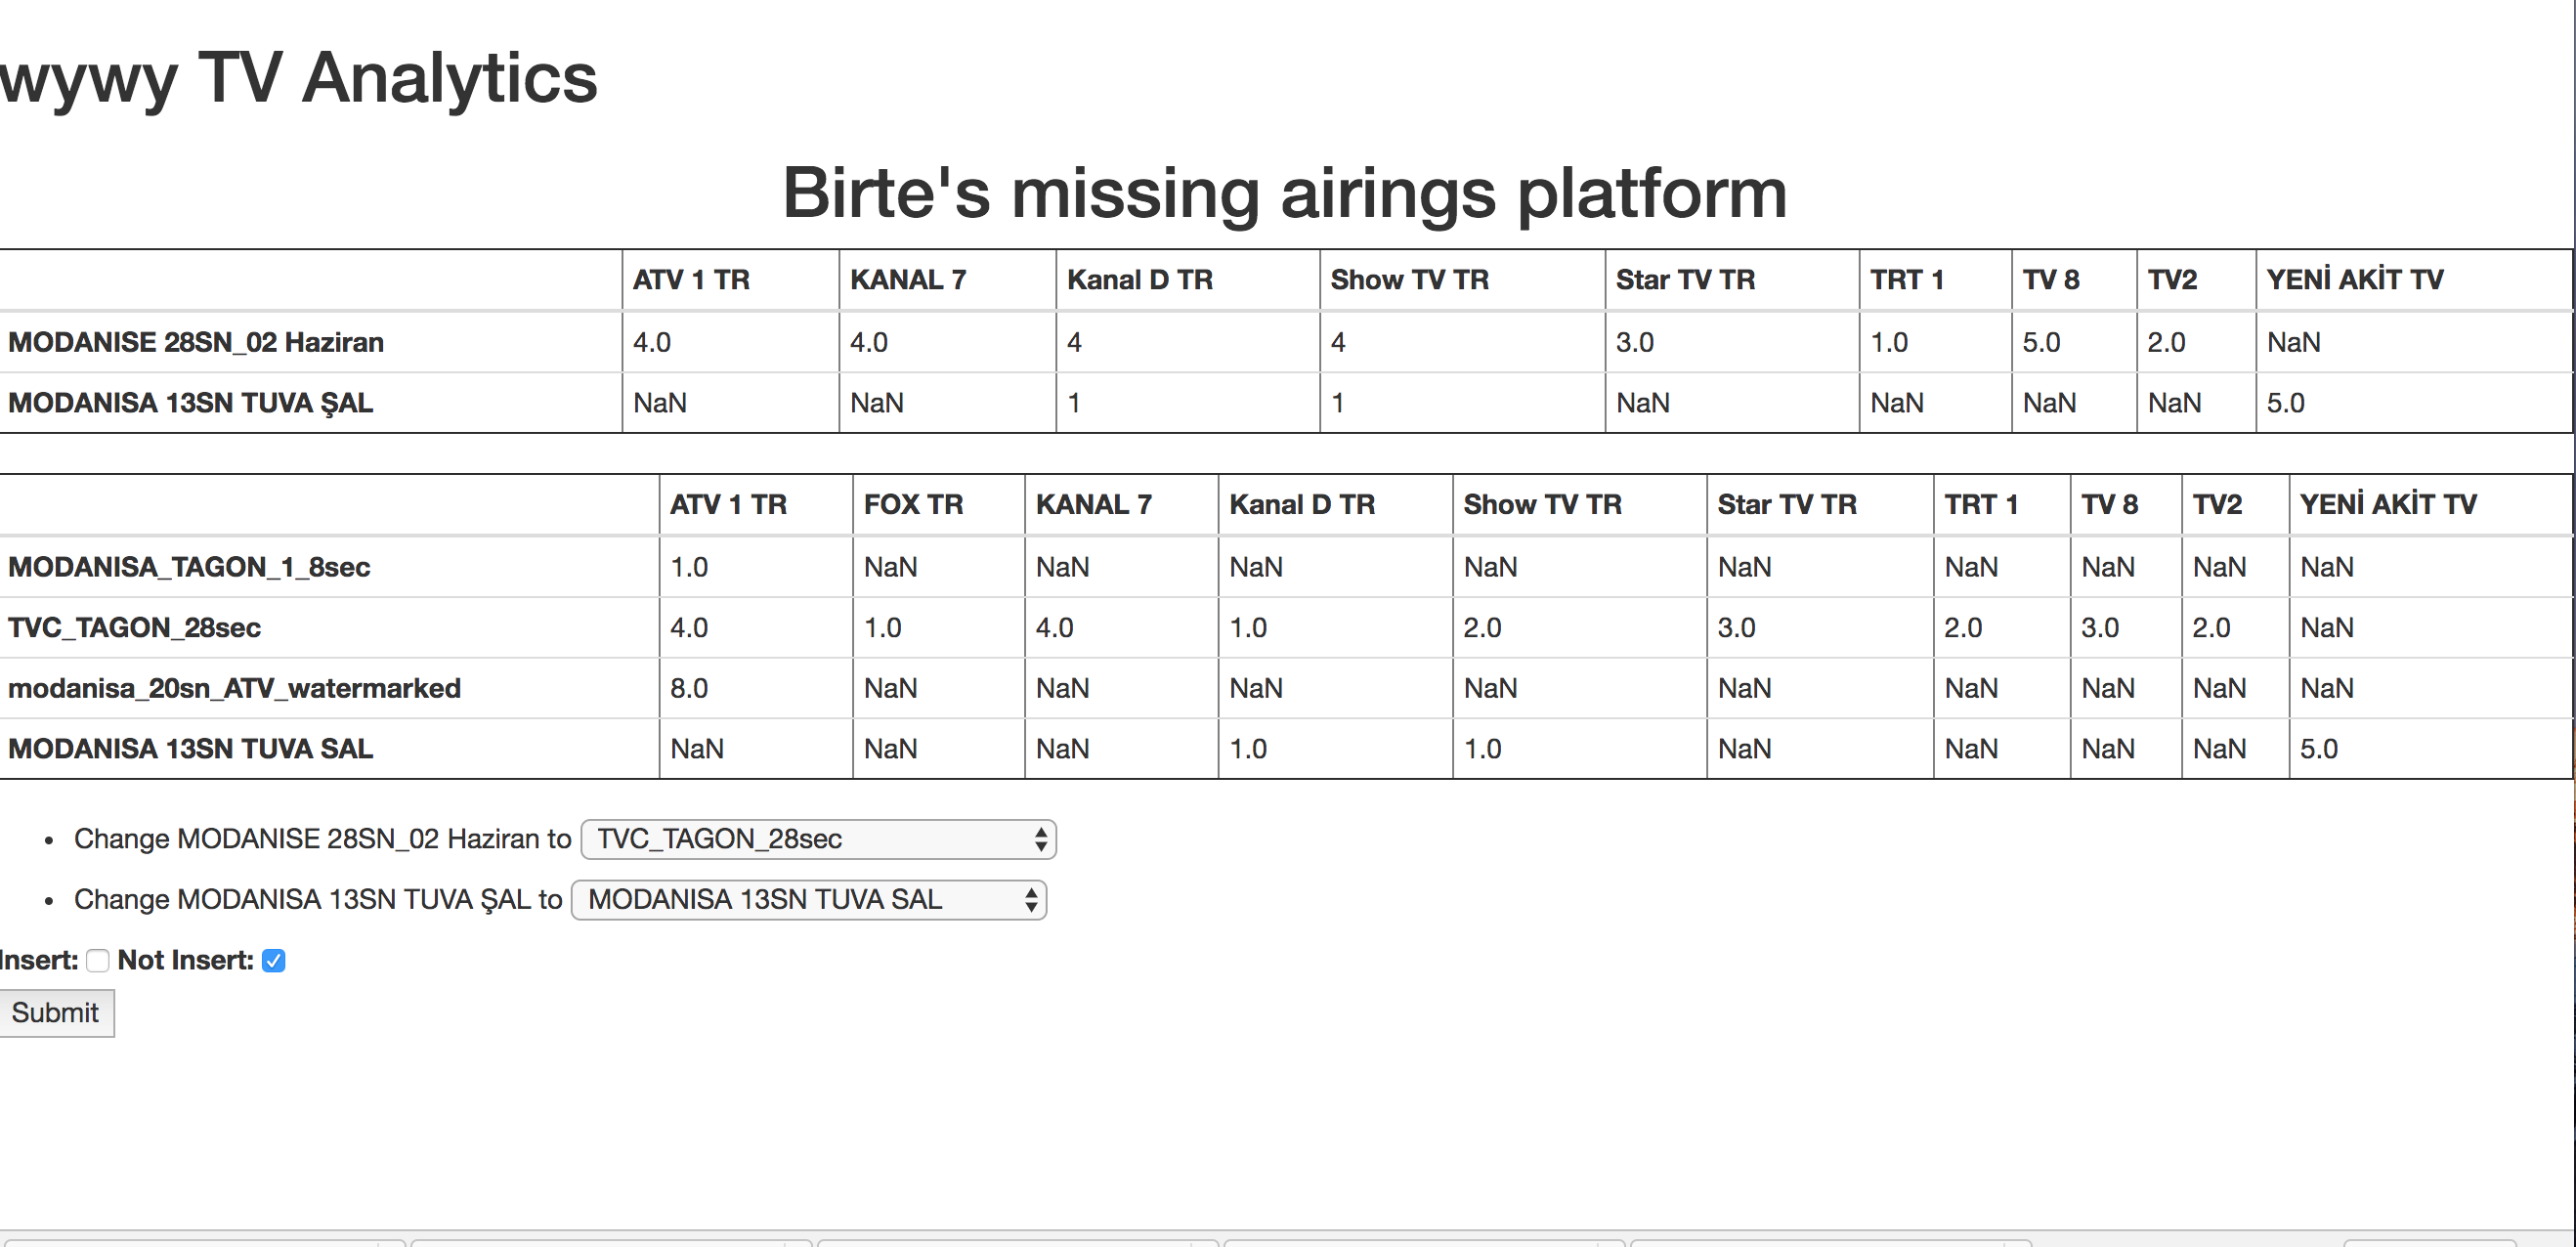 wywy TV Analytics
Birte's missing airings platform
ATV 1 TR KANAL 7 Kanal D TR Show TV TR Star TV TR TRT 1 TV 8 TV2 YENİ AKİT TV
MODANISE 28SN_02 Haziran 4.0 4.0 4 4 3.0 1.0 5.0 2.0 NaN
MODANISA 13SN TUVA ŞAL NaN NaN 1 1 NaN NaN NaN NaN 5.0
ATV 1 TR FOX TR KANAL 7 Kanal D TR Show TV TR Star TV TR TRT 1 TV 8 TV2 YENİ AKİT TV
MODANISA_TAGON_1_8sec 1.0 NaN NaN NaN NaN NaN NaN NaN NaN NaN
TVC_TAGON_28sec 4.0 1.0 4.0 1.0 2.0 3.0 2.0 3.0 2.0 NaN
modanisa_20sn_ATV_watermarked 8.0 NaN NaN NaN NaN NaN NaN NaN NaN NaN
MODANISA 13SN TUVA SAL NaN NaN NaN 1.0 1.0 NaN NaN NaN NaN 5.0
• Change MODANISE 28SN_02 Haziran to TVC_TAGON_28sec
• Change MODANISA 13SN TUVA ŞAL to MODANISA 13SN TUVA SAL
Insert: Not Insert:
Submit